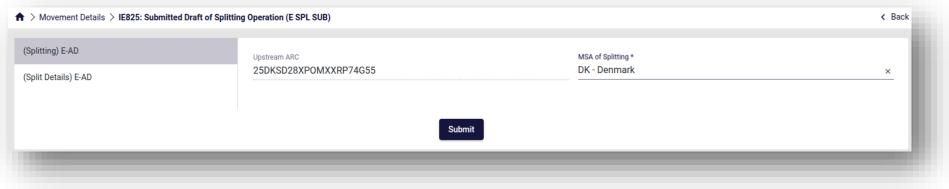 > Movement Details > IE825: Submitted Draft of Splitting Operation (E SPL SUB)
< Back
(Splitting) E-AD
(Split Details) E-AD
Upstream ARC
25DKSD28XPOMXXRP74G55
MSA of Splitting *
DK - Denmark
×
Submit